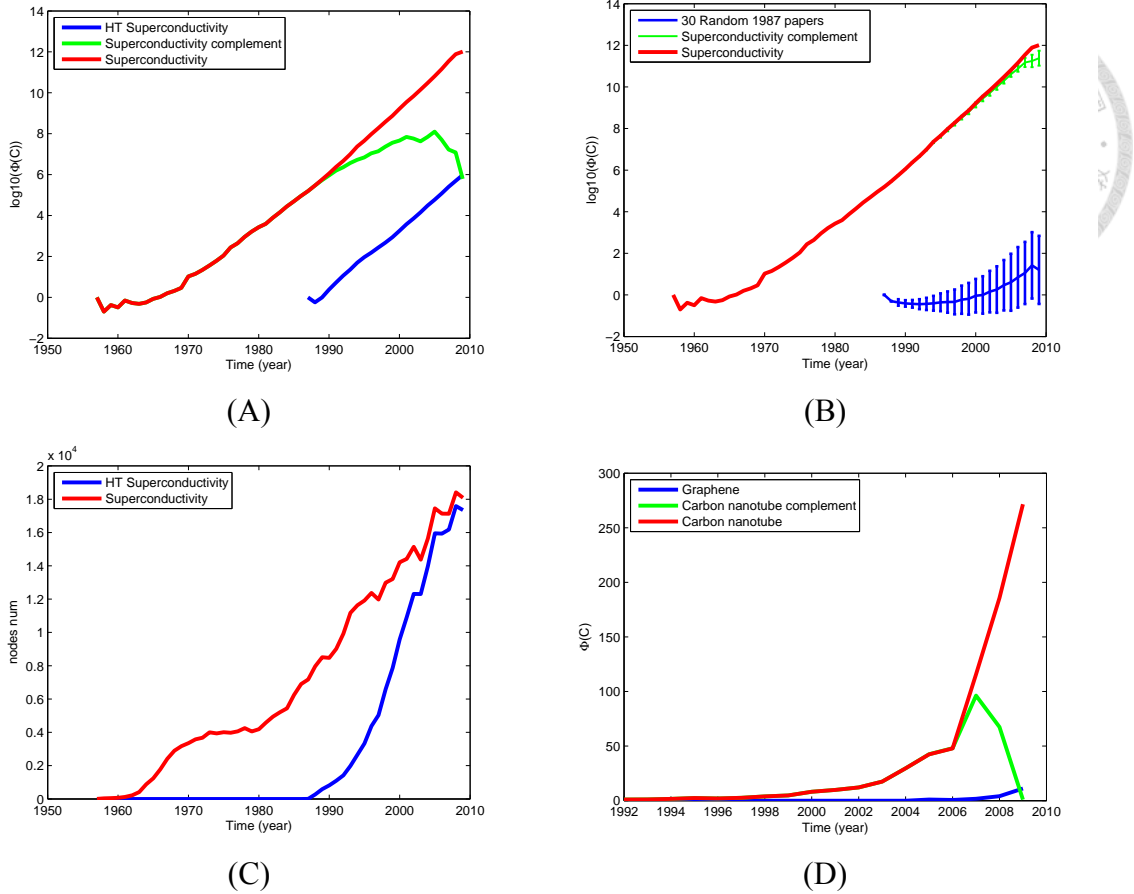 HT Superconductivity
Superconductivity complement
Superconductivity
14
12
10
8
6
4
2
0
−2
log10(Φ(C))
1950 1960 1970 1980 1990 2000 2010
Time (year)
(A)
30 Random 1987 papers
Superconductivity complement
Superconductivity
14
12
10
8
6
4
2
0
−2
log10(Φ(C))
1950 1960 1970 1980 1990 2000 2010
Time (year)
(B)
x 10⁴
HT Superconductivity
Superconductivity
2
1.8
1.6
1.4
1.2
1
0.8
0.6
0.4
0.2
0
nodes num
1950 1960 1970 1980 1990 2000 2010
Time (year)
(C)
Graphene
Carbon nanotube complement
Carbon nanotube
300
250
200
150
100
50
0
Φ(C)
1992 1994 1996 1998 2000 2002 2004 2006 2008 2010
Time (year)
(D)